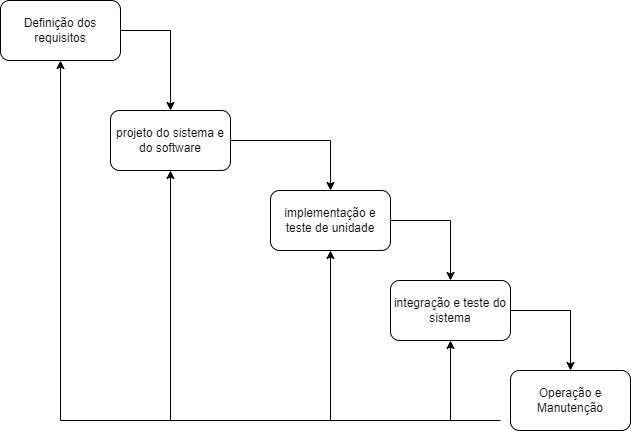 Definição dos
requisitos
projeto do sistema e
do software
implementação e
teste de unidade
integração e teste do
sistema
Operação e
Manutenção